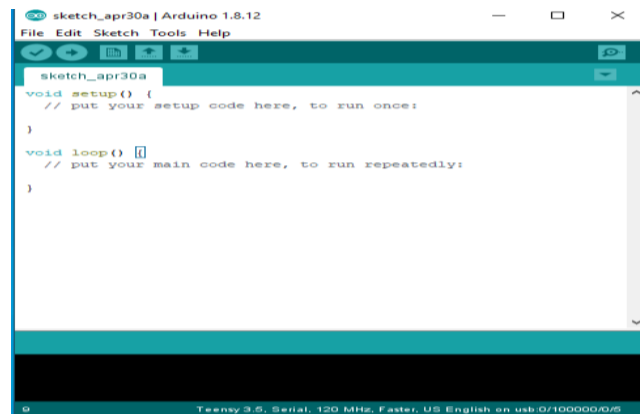 sketch_apr30a | Arduino 1.8.12
File Edit Sketch Tools Help
sketch_apr30a
void setup() {
// put your setup code here, to run once:
}
void loop() {
// put your main code here, to run repeatedly:
}
9
Teensy 3.5, Serial, 120 MHz, Faster, US English on usb:0/100000/0/5